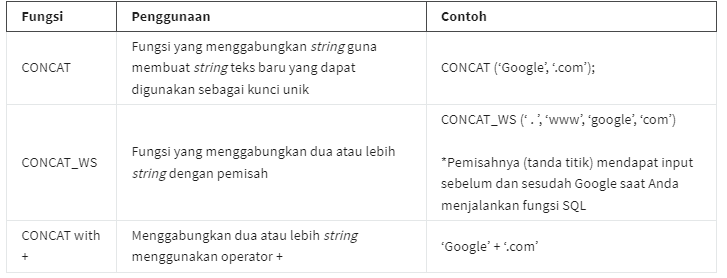 Fungsi Penggunaan Contoh
CONCAT
Fungsi yang menggabungkan string guna
membuat string teks baru yang dapat
digunakan sebagai kunci unik
CONCAT (‘Google’, ‘.com’);
CONCAT_WS
Fungsi yang menggabungkan dua atau lebih
string dengan pemisah
CONCAT_WS (‘ . ’, ‘www’, ‘google’, ‘com’)
*Pemisahnya (tanda titik) mendapat input
sebelum dan sesudah Google saat Anda
menjalankan fungsi SQL
CONCAT with
+
Menggabungkan dua atau lebih string
menggunakan operator +
‘Google’ + ‘.com’